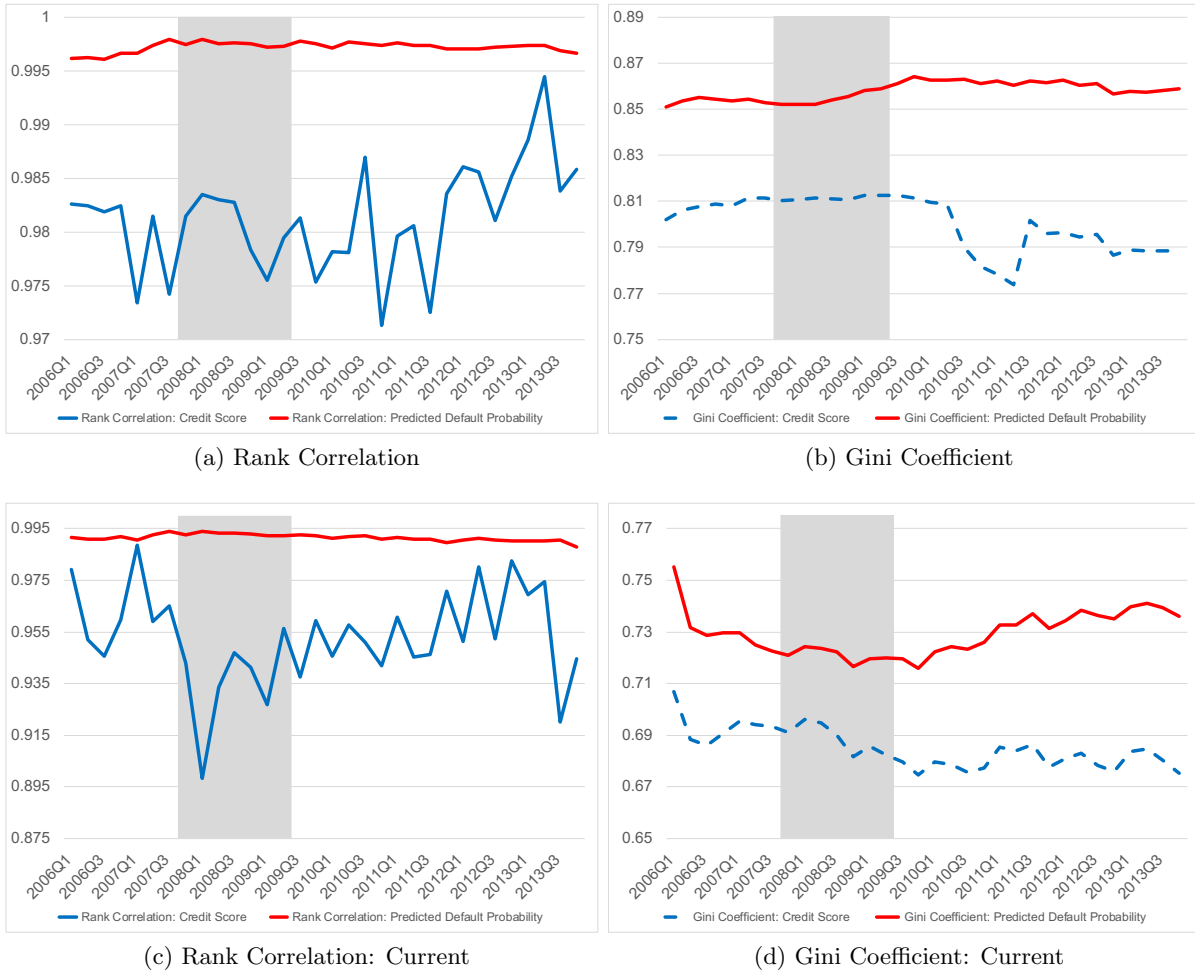 1
0.995
0.99
0.985
0.98
0.975
0.97
2006Q1 2006Q3 2007Q1 2007Q3 2008Q1 2008Q3 2009Q1 2009Q3 2010Q1 2010Q3 2011Q1 2011Q3 2012Q1 2012Q3 2013Q1 2013Q3
Rank Correlation: Credit Score Rank Correlation: Predicted Default Probability
(a) Rank Correlation
0.89
0.87
0.85
0.83
0.81
0.79
0.77
0.75
2006Q1 2006Q3 2007Q1 2007Q3 2008Q1 2008Q3 2009Q1 2009Q3 2010Q1 2010Q3 2011Q1 2011Q3 2012Q1 2012Q3 2013Q1 2013Q3
Gini Coefficient: Credit Score Gini Coefficient: Predicted Default Probability
(b) Gini Coefficient
0.995
0.975
0.955
0.935
0.915
0.895
0.875
2006Q1 2006Q3 2007Q1 2007Q3 2008Q1 2008Q3 2009Q1 2009Q3 2010Q1 2010Q3 2011Q1 2011Q3 2012Q1 2012Q3 2013Q1 2013Q3
Rank Correlation: Credit Score Rank Correlation: Predicted Default Probability
(c) Rank Correlation: Current
0.77
0.75
0.73
0.71
0.69
0.67
0.65
2006Q1 2006Q3 2007Q1 2007Q3 2008Q1 2008Q3 2009Q1 2009Q3 2010Q1 2010Q3 2011Q1 2011Q3 2012Q1 2012Q3 2013Q1 2013Q3
Gini Coefficient: Credit Score Gini Coefficient: Predicted Default Probability
(d) Gini Coefficient: Current